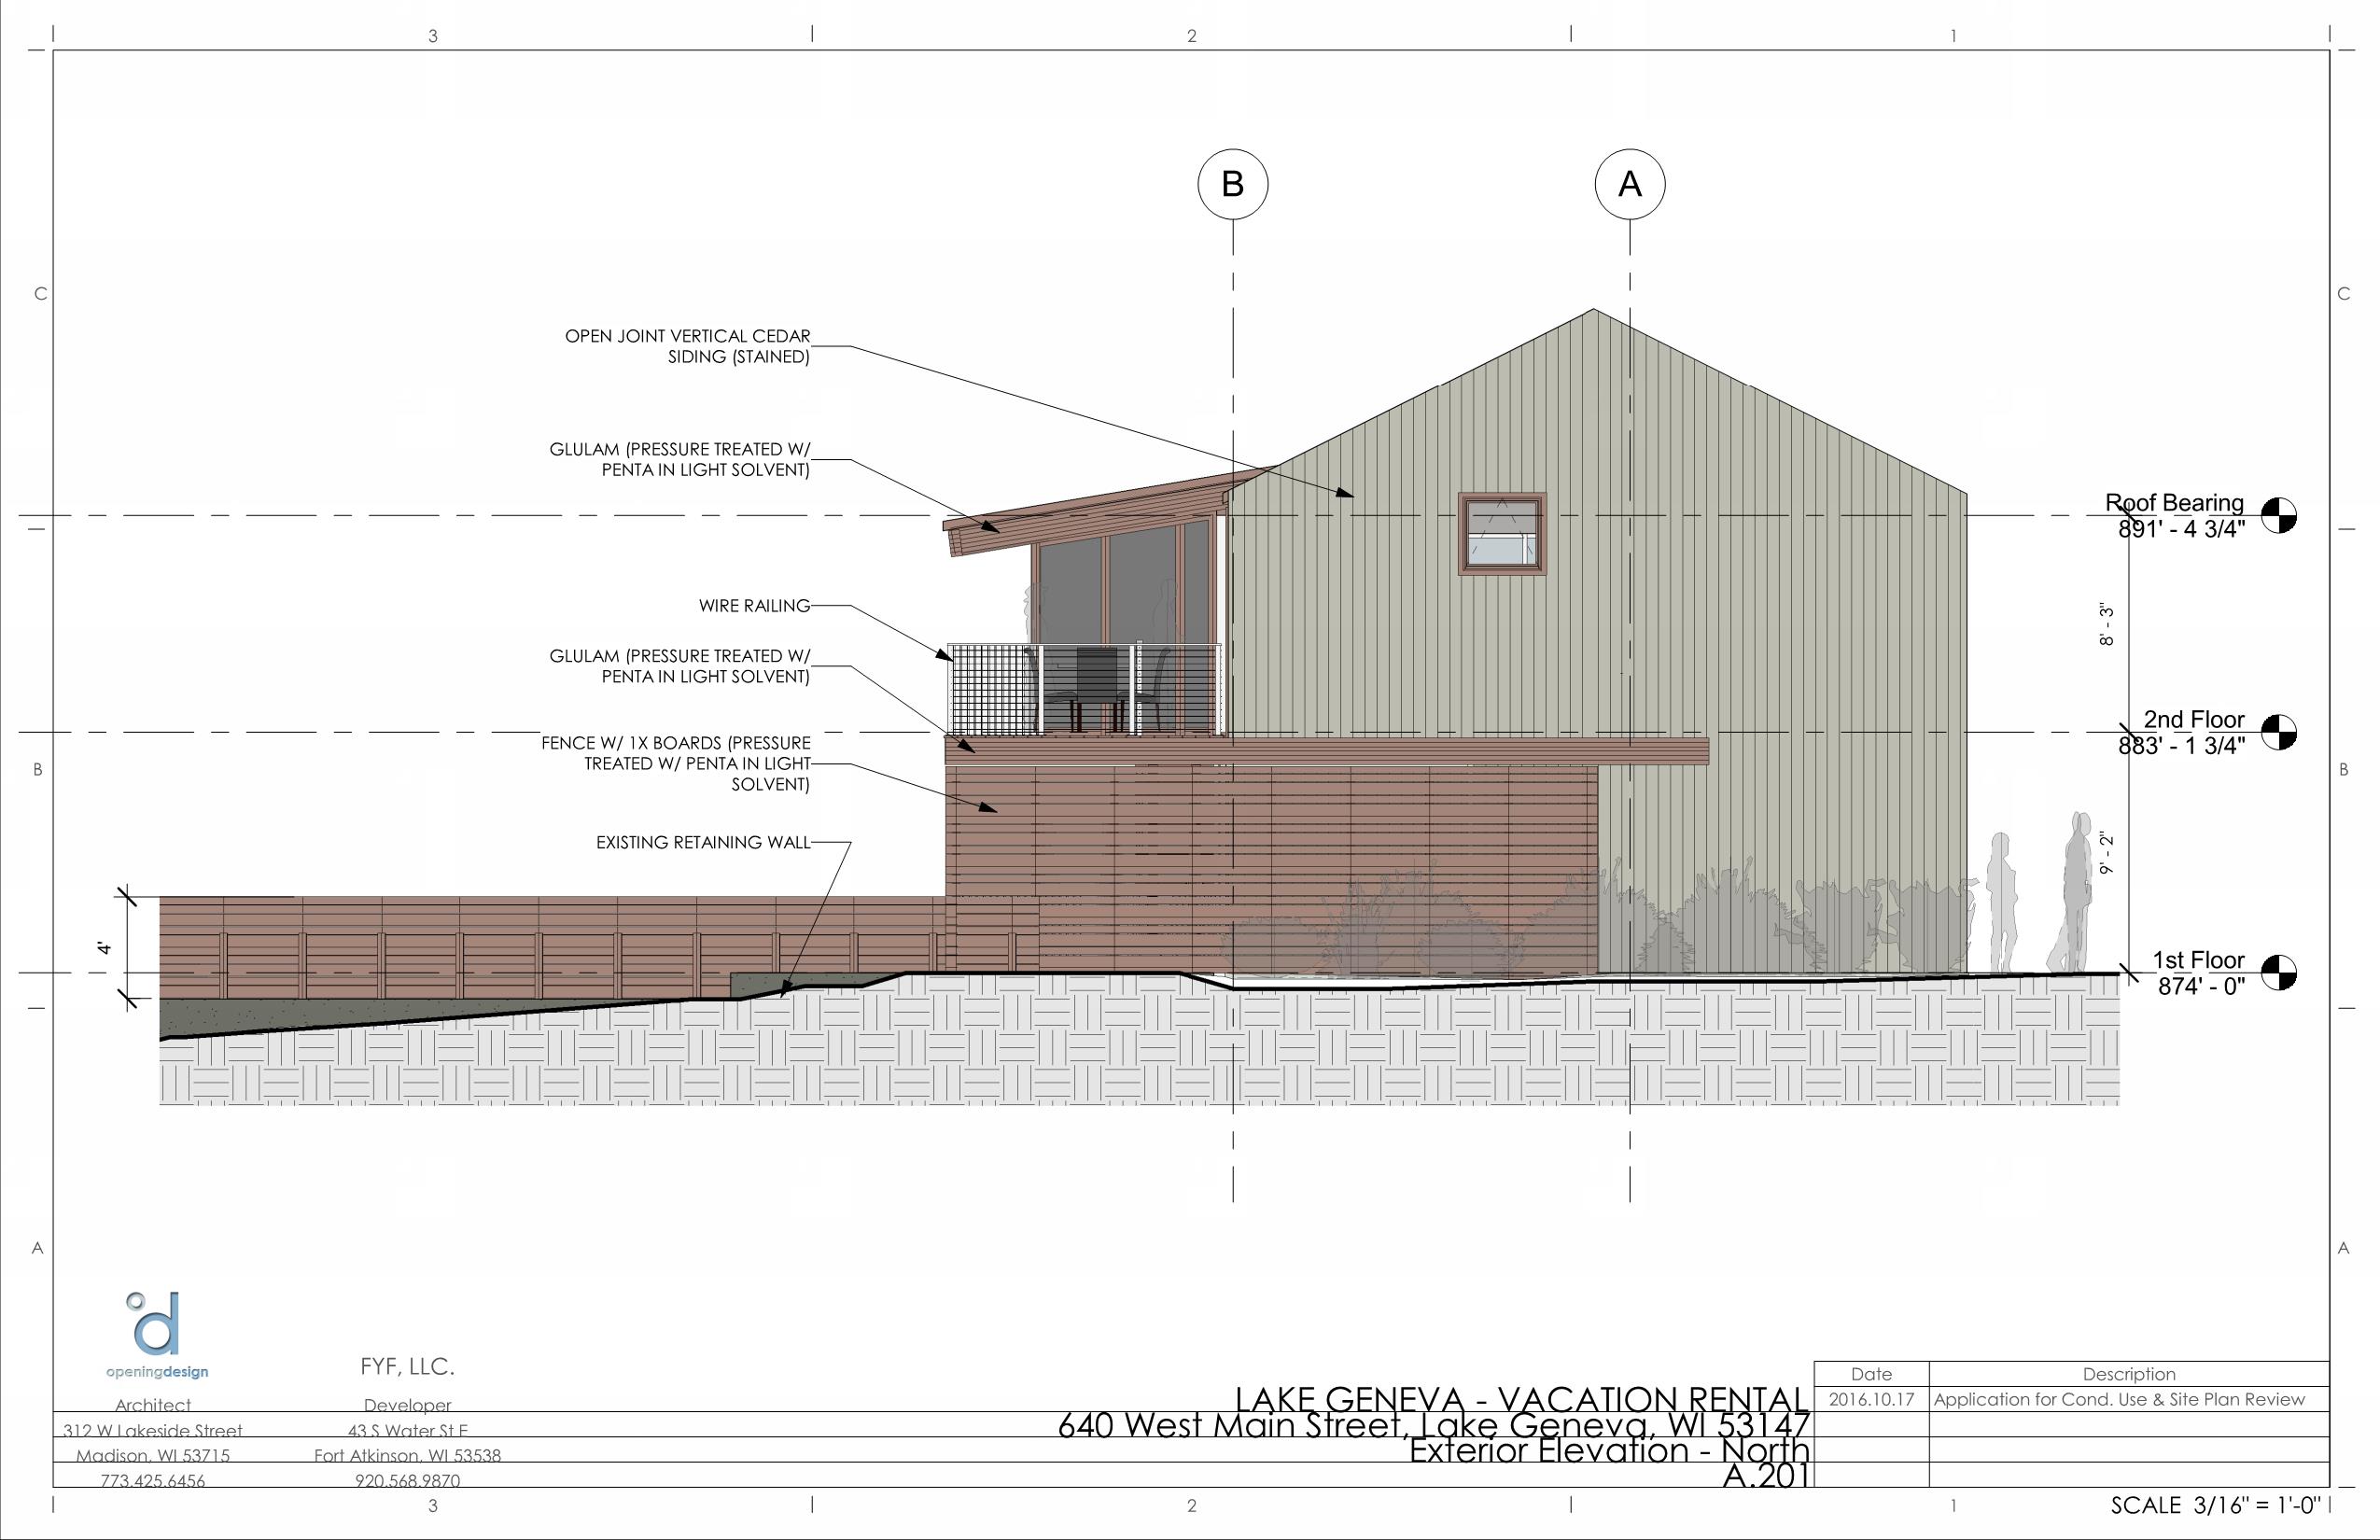 3 2 1
B A
C C
OPEN JOINT VERTICAL CEDAR
SIDING (STAINED)
GLULAM (PRESSURE TREATED W/
PENTA IN LIGHT SOLVENT)
Roof Bearing
891' - 4 3/4"
WIRE RAILING
8' - 3"
GLULAM (PRESSURE TREATED W/
PENTA IN LIGHT SOLVENT)
2nd Floor
883' - 1 3/4"
FENCE W/ 1X BOARDS (PRESSURE
TREATED W/ PENTA IN LIGHT
SOLVENT)
B B
EXISTING RETAINING WALL
9' - 2"
4'
1st Floor
874' - 0"
A A
openingdesign
Architect
312 W Lakeside Street
Madison, WI 53715
773.425.6456
FYF, LLC.
Developer
43 S Water St E
Fort Atkinson, WI 53538
920.568.9870
LAKE GENEVA - VACATION RENTAL
640 West Main Street, Lake Geneva, WI 53147
Exterior Elevation - North
A.201
Date Description
2016.10.17 Application for Cond. Use & Site Plan Review
3 2 1
SCALE 3/16" = 1'-0"